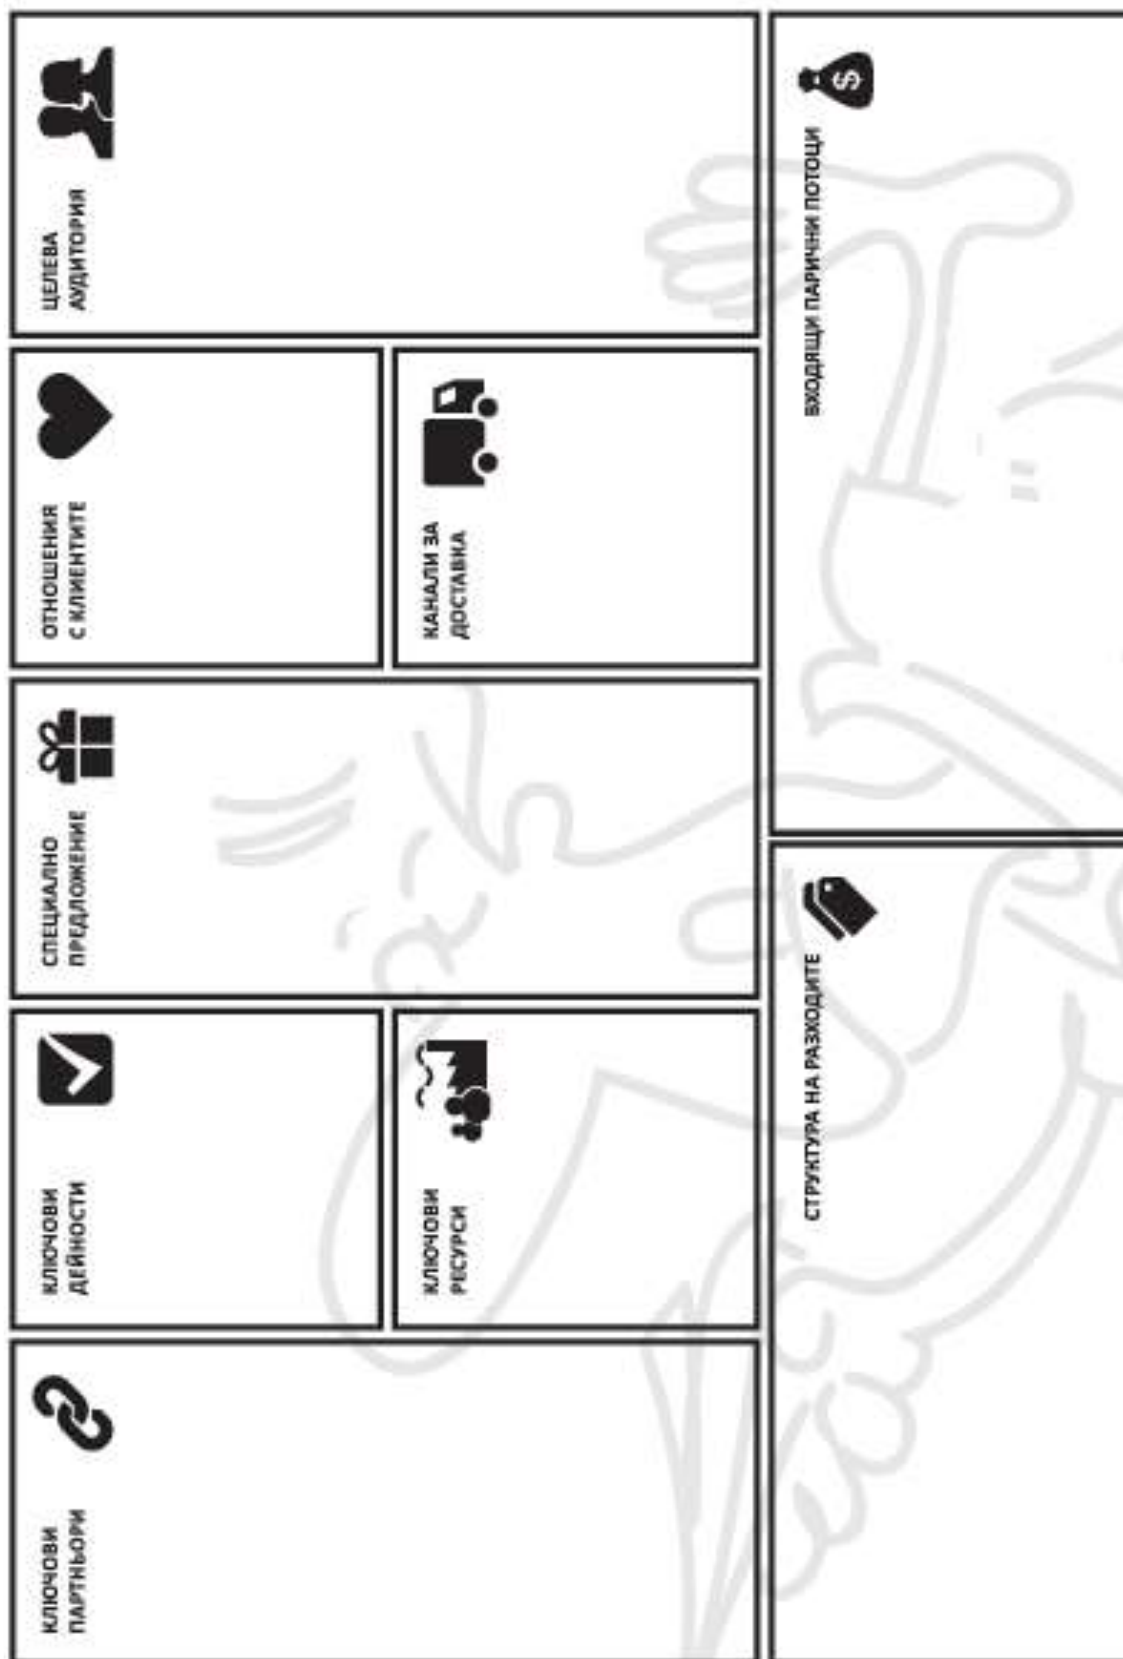 КЛЮЧОВИ
ПАРТНЬОРИ
КЛЮЧОВИ
ДЕЙНОСТИ
КЛЮЧОВИ
РЕСУРСИ
СПЕЦИАЛНО
ПРЕДЛОЖЕНИЕ
ОТНОШЕНИЯ
С КЛИЕНТИТЕ
КАНАЛИ ЗА
ДОСТАВКА
ЦЕЛЕВА
АУДИТОРИЯ
СТРУКТУРА НА РАЗХОДИТЕ
ВХОДЯЩИ ПАРИЧНИ ПОТОЦИ
$